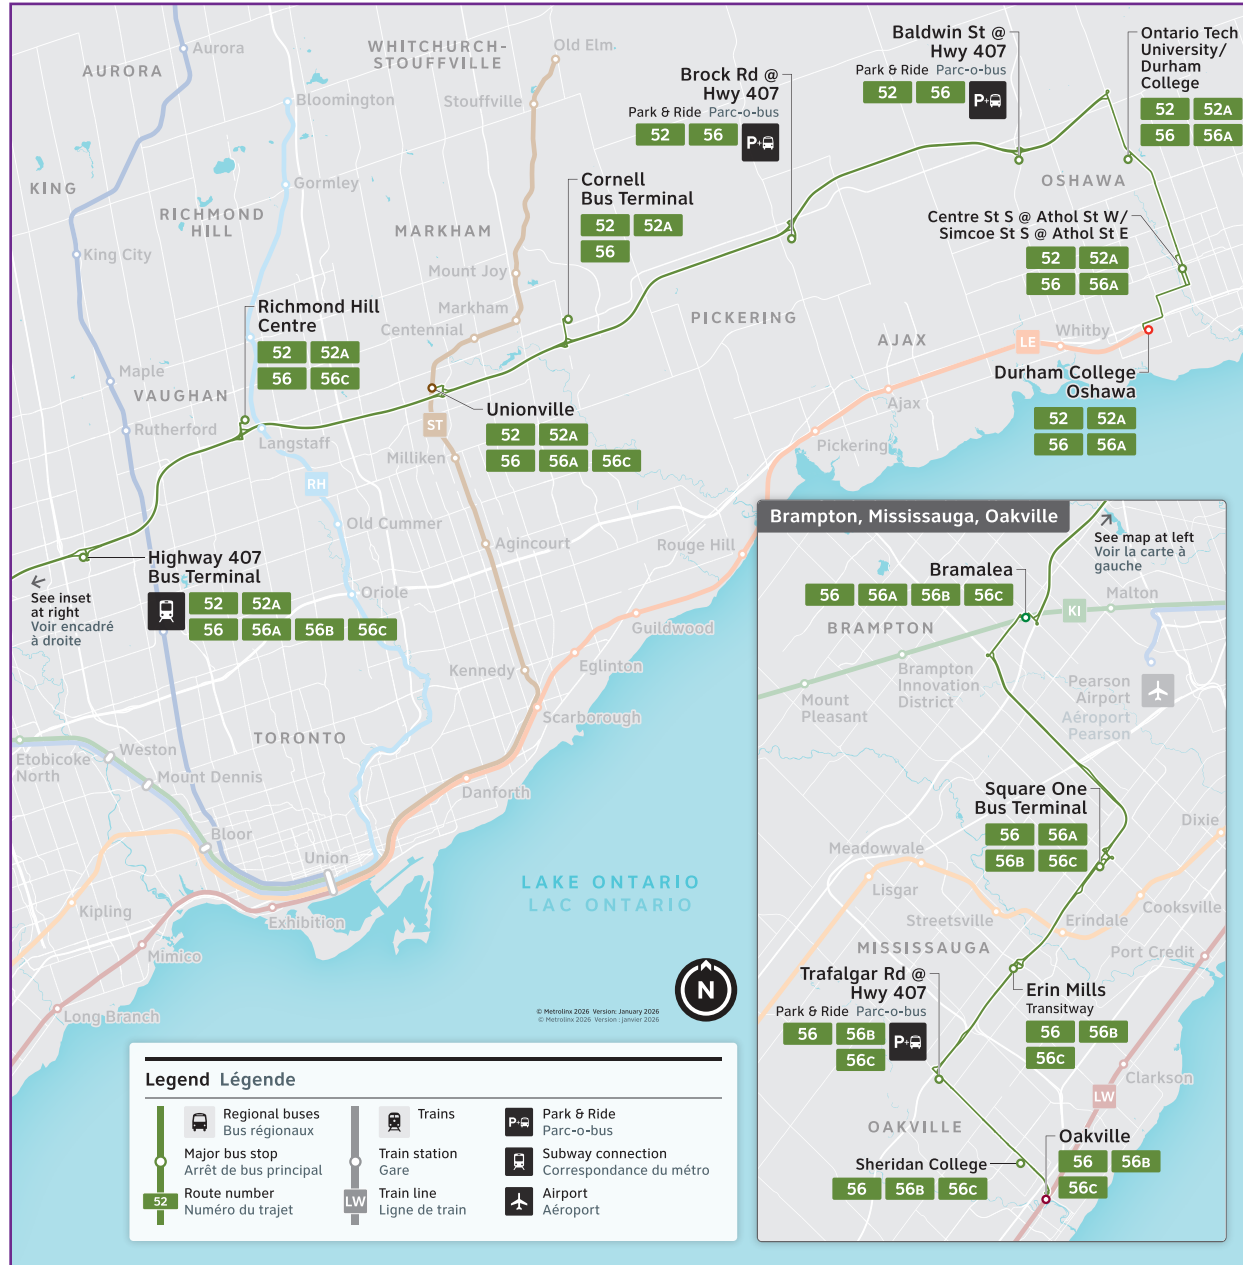 Aurora
AURORA
WHITCHURCH-
STOUFFVILLE
Old Elm
Bloomington
Stouffville
KING
Gormley
RICHMOND
HILL
MARKHAM
King City
Mount Joy
Markham
Centennial
Brock Rd @
Hwy 407
Park & Ride Parc-o-bus
52 56 P+
Baldwin St @
Hwy 407
Park & Ride Parc-o-bus
52 56 P+
Ontario Tech
University/
Durham
College
52 52A
56 56A
OSHAWA
Cornell
Bus Terminal
52 52A
56
Centre St S @ Athol St W/
Simcoe St S @ Athol St E
52 52A
56 56A
Richmond Hill
Centre
52 52A
56 56C
PICKERING
AJAX
LE
Whitby
Durham College
Oshawa
52 52A
56 56A
Maple
VAUGHAN
Rutherford
Langstaff
ST
Unionville
52 52A
56 56A 56C
Ajax
Pickering
Milliken
RH
Old Cummer
Agincourt
Rouge Hill
Highway 407
Bus Terminal
52 52A
56 56A 56B 56C
See inset
at right
Voir encadré
à droite
Oriole
Guildwood
Kennedy
Eglinton
Scarborough
TORONTO
Etobicoke
North
Weston
Mount Dennis
Danforth
Bloor
Union
LAKE ONTARIO
LAC ONTARIO
Kipling
Exhibition
Mimico
Long Branch
N
© Metrolinx 2026 Version: January 2026
© Metrolinx 2026 Version : janvier 2026
Brampton, Mississauga, Oakville
See map at left
Voir la carte à
gauche
Bramalea
56 56A 56B 56C
KI
Malton
BRAMPTON
Brampton
Innovation
District
Mount
Pleasant
Pearson
Airport
Aéroport
Pearson
Square One
Bus Terminal
56 56A
56B 56C
Dixie
Meadowvale
Lisgar
Streetsville
Erindale
Cooksville
MISSISSAUGA
Port Credit
Trafalgar Rd @
Hwy 407
Park & Ride Parc-o-bus
56 56B P+
56C
Erin Mills
Transitway
56 56B
56C
Clarkson
LW
OAKVILLE
Oakville
56 56B
56C
Sheridan College
56 56B 56C
Legend Légende
Regional buses
Bus régionaux
Major bus stop
Arrêt de bus principal
52 Route number
Numéro du trajet
Trains
Train station
Gare
LW Train line
Ligne de train
P+ Park & Ride
Parc-o-bus
Subway connection
Correspondance du métro
Airport
Aéroport